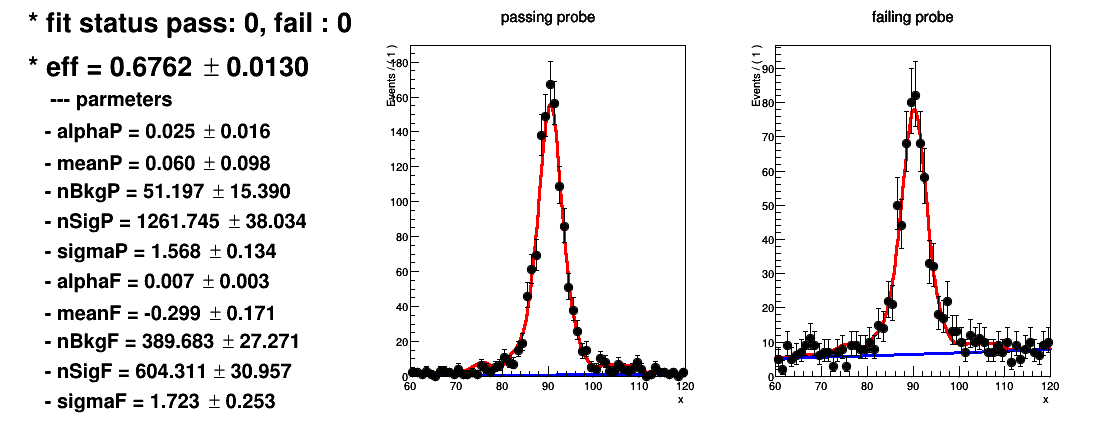 * fit status pass: 0, fail : 0
* eff = 0.6762 ± 0.0130
--- parmeters
- alphaP = 0.025 ± 0.016
- meanP = 0.060 ± 0.098
- nBkgP = 51.197 ± 15.390
- nSigP = 1261.745 ± 38.034
- sigmaP = 1.568 ± 0.134
- alphaF = 0.007 ± 0.003
- meanF = -0.299 ± 0.171
- nBkgF = 389.683 ± 27.271
- nSigF = 604.311 ± 30.957
- sigmaF = 1.723 ± 0.253
passing probe
Events / ( 1 )
180
160
140
120
100
80
60
40
20
0
60 70 80 90 100 110 120
x
failing probe
Events / ( 1 )
90
80
70
60
50
40
30
20
10
0
60 70 80 90 100 110 120
x